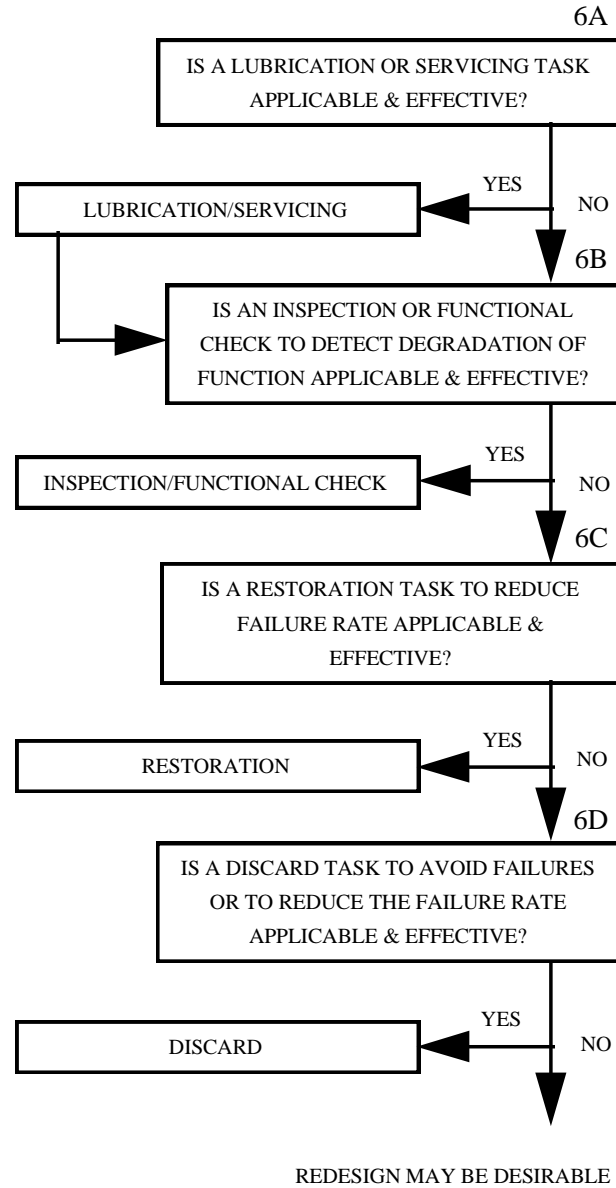 6A
IS A LUBRICATION OR SERVICING TASK
APPLICABLE & EFFECTIVE?
YES
NO
LUBRICATION/SERVICING
6B
IS AN INSPECTION OR FUNCTIONAL
CHECK TO DETECT DEGRADATION OF
FUNCTION APPLICABLE & EFFECTIVE?
YES
NO
INSPECTION/FUNCTIONAL CHECK
6C
IS A RESTORATION TASK TO REDUCE
FAILURE RATE APPLICABLE &
EFFECTIVE?
YES
NO
RESTORATION
6D
IS A DISCARD TASK TO AVOID FAILURES
OR TO REDUCE THE FAILURE RATE
APPLICABLE & EFFECTIVE?
YES
NO
DISCARD
REDESIGN MAY BE DESIRABLE